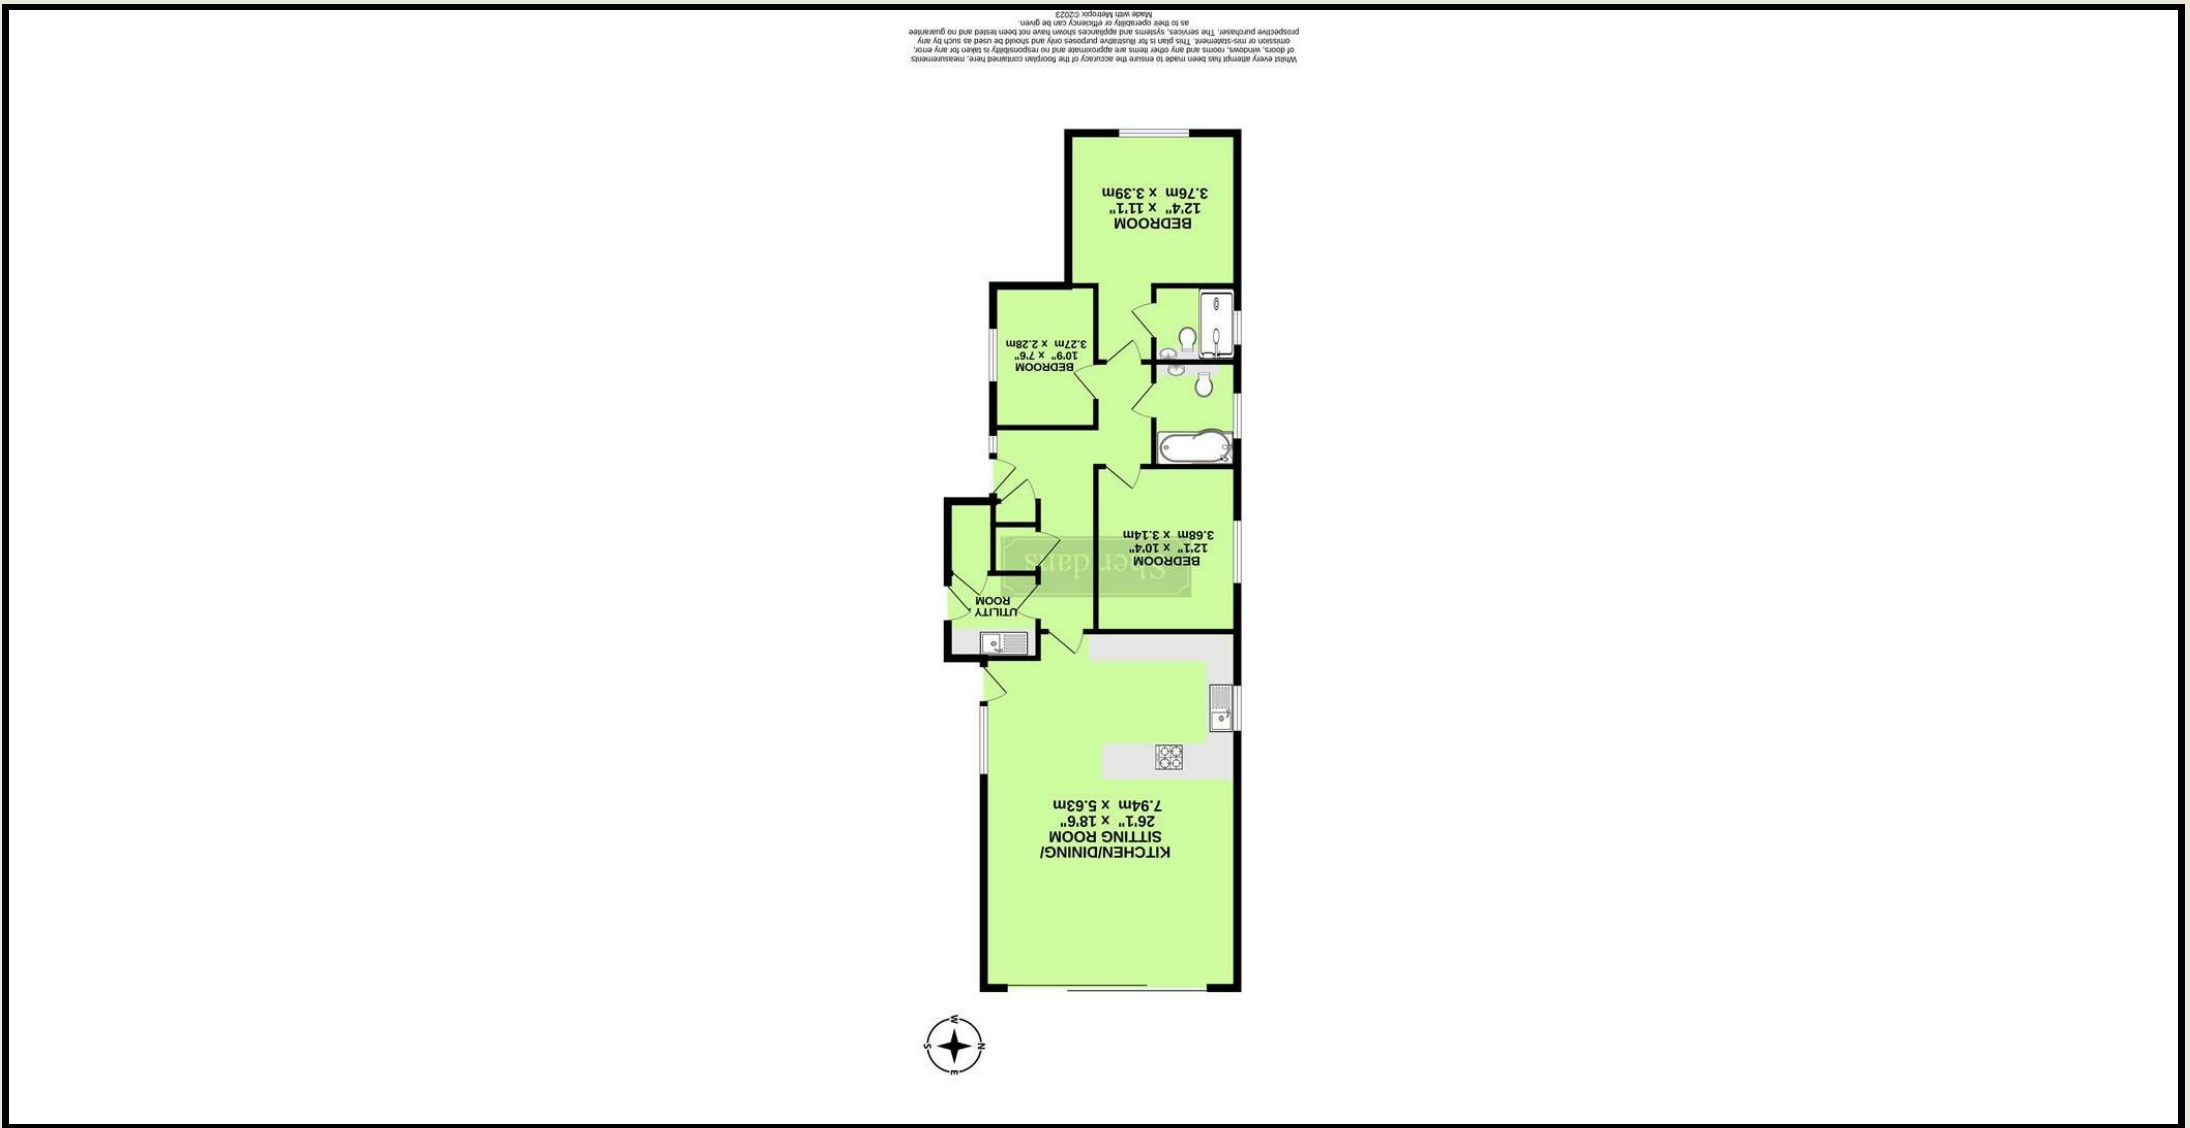 E
N
S
W
KITCHEN/DINING/
SITTING ROOM
26'1" x 18'6"
7.94m x 5.63m
UTILITY
ROOM
BEDROOM
12'1" x 10'4"
3.68m x 3.14m
Sheridans
BEDROOM
10'9" x 7'6"
3.27m x 2.28m
BEDROOM
12'4" x 11'1"
3.76m x 3.39m
Whilst every attempt has been made to ensure the accuracy of the floorplan contained here, measurements
of doors, windows, rooms and any other items are approximate and no responsibility is taken for any error,
omission or mis-statement. This plan is for illustrative purposes only and should be used as such by any
prospective purchaser. The services, systems and appliances shown have not been tested and no guarantee
as to their operability or efficiency can be given.
Made with Metropix ©2023